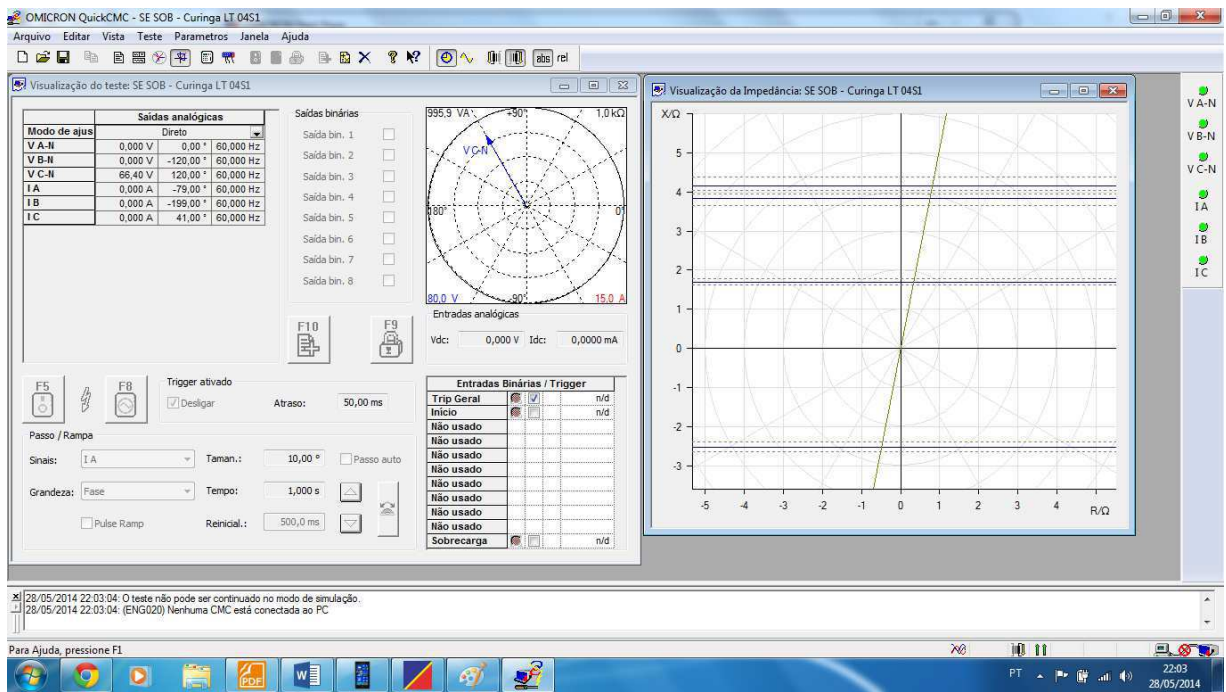 OMICRON QuickCMC - SE SOB - Curinga LT 04S1
Arquivo Editar Vista Teste Parametros Janela Ajuda
abs rel
Visualização do teste: SE SOB - Curinga LT 04S1
Saídas analógicas
Modo de ajus Direto
V A-N 0,000 V 0,00 ° 60,000 Hz
V B-N 0,000 V -120,00 ° 60,000 Hz
V C-N 66,40 V 120,00 ° 60,000 Hz
I A 0,000 A -79,00 ° 60,000 Hz
I B 0,000 A -199,00 ° 60,000 Hz
I C 0,000 A 41,00 ° 60,000 Hz
Saídas binárias
Saída bin. 1
Saída bin. 2
Saída bin. 3
Saída bin. 4
Saída bin. 5
Saída bin. 6
Saída bin. 7
Saída bin. 8
F10 F9
995,9 VA +90° 1,0 kΩ
V C-N
180° 0°
80,0 V -90° 15,0 A
Entradas analógicas
Vdc: 0,000 V Idc: 0,0000 mA
F5 F8
Trigger ativado
Desligar Atraso: 50,00 ms
Passo / Rampa
Sinais: I A Taman.: 10,00 ° Passo auto
Grandeza: Fase Tempo: 1,000 s
Pulse Ramp Reinicial.: 500,0 ms
Entradas Binárias / Trigger
Trip Geral n/d
Início n/d
Não usado
Não usado
Não usado
Não usado
Não usado
Não usado
Não usado
Não usado
Sobrecarga n/d
Visualização da Impedância: SE SOB - Curinga LT 04S1
X/Ω
5
4
3
2
1
0
-1
-2
-3
-5 -4 -3 -2 -1 0 1 2 3 4 R/Ω
V A-N
V B-N
V C-N
I A
I B
I C
28/05/2014 22:03:04: O teste não pode ser continuado no modo de simulação.
28/05/2014 22:03:04: (ENG020) Nenhuma CMC está conectada ao PC
Para Ajuda, pressione F1
PDF
W
PT
22:03
28/05/2014